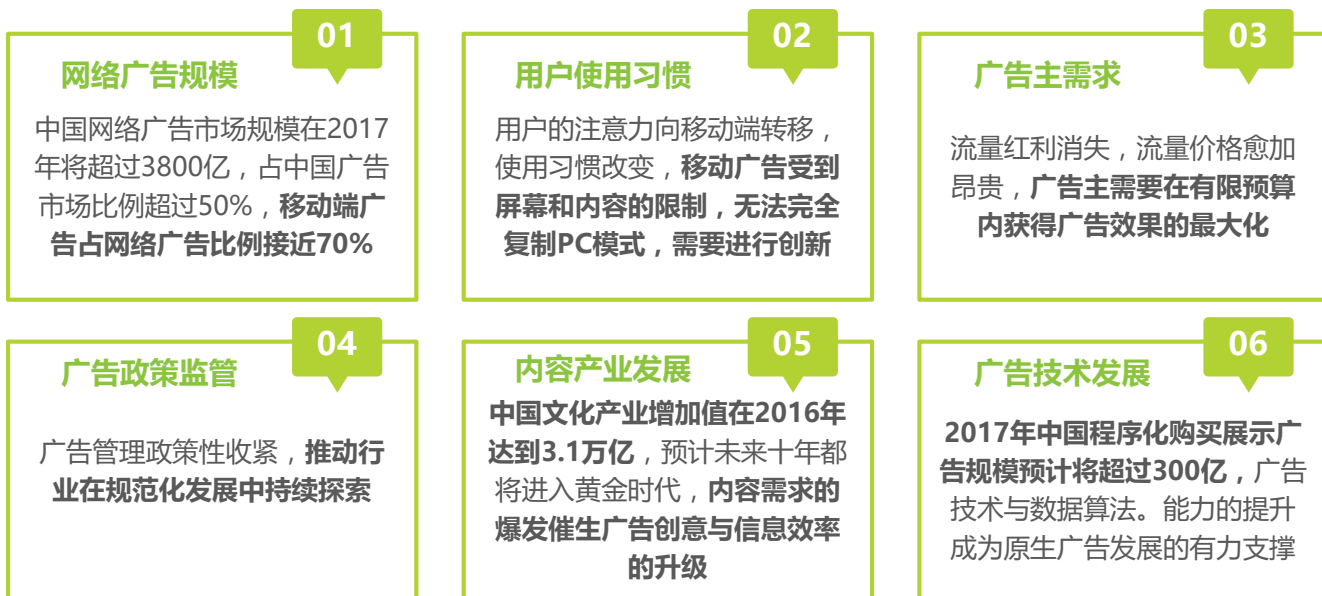 01
网络广告规模
中国网络广告市场规模在2017
年将超过3800亿，占中国广告
市场比例超过50%，移动端广
告占网络广告比例接近70%
02
用户使用习惯
用户的注意力向移动端转移，
使用习惯改变，移动广告受到
屏幕和内容的限制，无法完全
复制PC模式，需要进行创新
03
广告主需求
流量红利消失，流量价格愈加
昂贵，广告主需要在有限预算
内获得广告效果的最大化
04
广告政策监管
广告管理政策性收紧，推动行
业在规范化发展中持续探索
05
内容产业发展
中国文化产业增加值在2016年
达到3.1万亿，预计未来十年都
将进入黄金时代，内容需求的
爆发催生广告创意与信息效率
的升级
06
广告技术发展
2017年中国程序化购买展示广
告规模预计将超过300亿，广告
技术与数据算法。能力的提升
成为原生广告发展的有力支撑